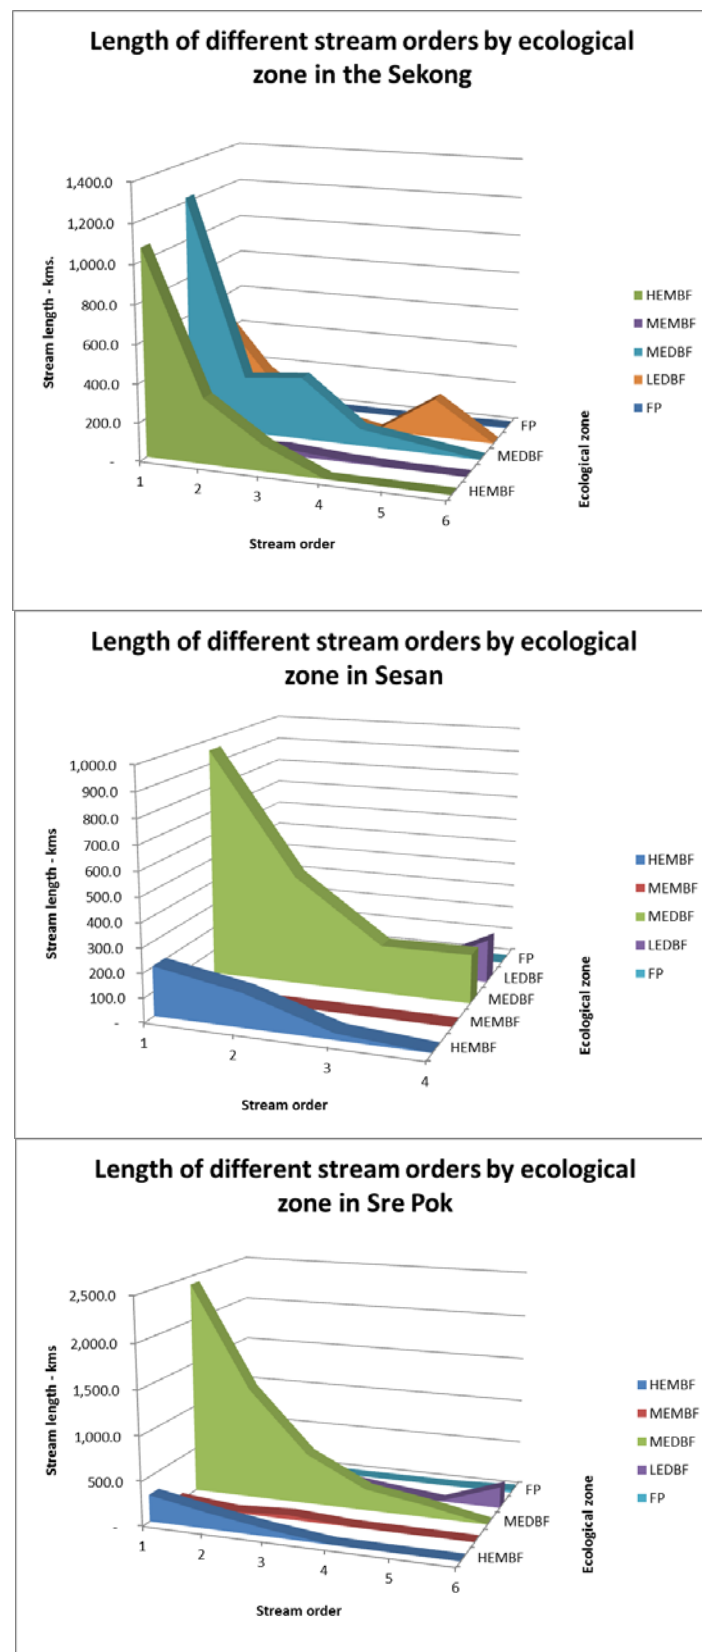 Length of different stream orders by ecological
zone in the Sekong
Stream length - kms.
1,400.0
1,200.0
1,000.0
800.0
600.0
400.0
200.0
-
1
2
3
4
5
6
Stream order
FP
MEDBF
HEMBF
Ecological zone
HEMBF
MEMBF
MEDBF
LEDBF
FP
Length of different stream orders by ecological
zone in Sesan
Stream length - kms
1,000.0
900.0
800.0
700.0
600.0
500.0
400.0
300.0
200.0
100.0
-
1
2
3
4
Stream order
FP
LEDBF
MEDBF
MEMBF
HEMBF
Ecological zone
HEMBF
MEMBF
MEDBF
LEDBF
FP
Length of different stream orders by ecological
zone in Sre Pok
Stream length - kms
2,500.0
2,000.0
1,500.0
1,000.0
500.0
-
1
2
3
4
5
6
Stream order
FP
MEDBF
HEMBF
Ecological zone
HEMBF
MEMBF
MEDBF
LEDBF
FP